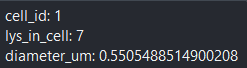 cell_id: 1
lys_in_cell: 7
diameter_um: 0.5505488514900208